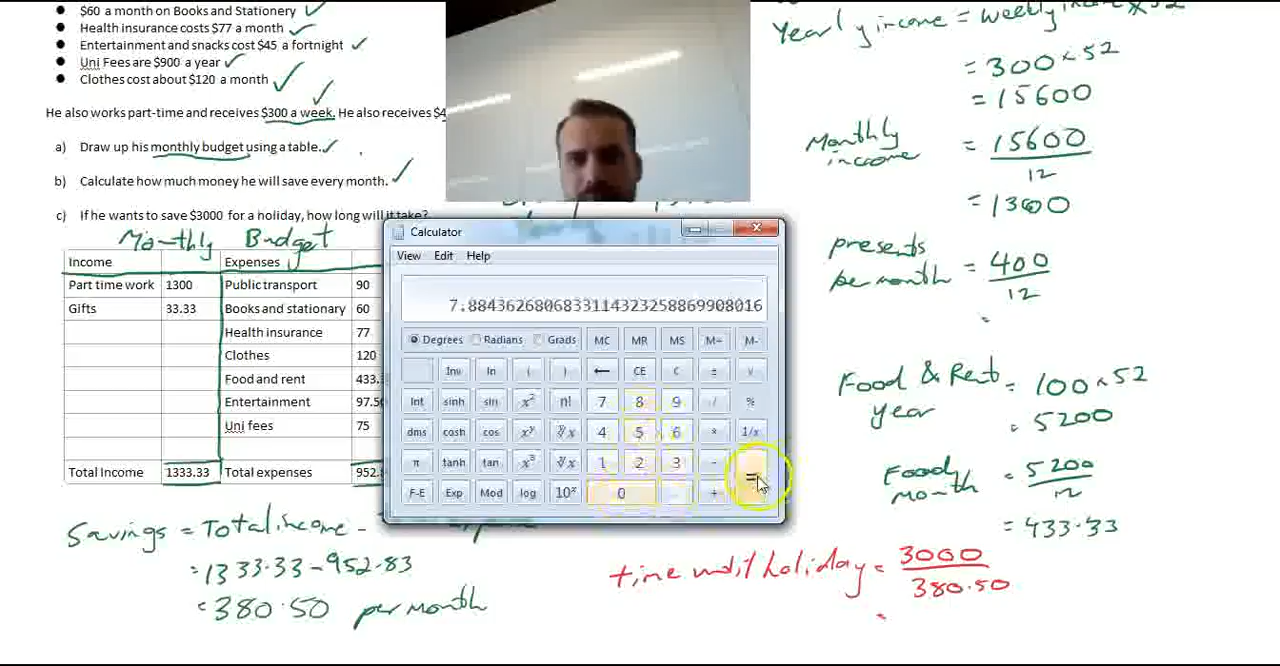 $60 a month on Books and Stationery
Health insurance costs $77 a month
Entertainment and snacks cost $45 a fortnight
Uni Fees are $900 a year
Clothes cost about $120 a month
He also works part-time and receives $300 a week. He also receives $4
a) Draw up his monthly budget using a table.
b) Calculate how much money he will save every month.
c) If he wants to save $3000 for a holiday, how long will it take?
Monthly Budget
Income Expenses
Part time work 1300 Public transport 90
Gifts 33.33 Books and stationary 60
Health insurance 77
Clothes 120
Food and rent 433.
Entertainment 97.50
Uni fees 75
Total Income 1333.33 Total expenses 952.
Savings = Total income -
= 1333.33 - 952.83
= 380.50 per month
Calculator
View Edit Help
7.8843626806833114323258869908016
Degrees Radians Grads MC MR MS M+ M-
Inv ln ( ) ← CE C ± √
Int sinh sin x² n! 7 8 9 / %
dms cosh cos xʸ ʸ√x 4 5 6 * 1/x
π tanh tan x³ ³√x 1 2 3 - =
F-E Exp Mod log 10ˣ 0 . +
Yearly income = weekly income × 52
= 300 × 52
= 15600
Monthly income = 15600
12
= 1300
presents per month = 400
12
=
Food & Rent year = 100 × 52
= 5200
Food month = 5200
12
= 433.33
time until holiday = 3000
380.50
=